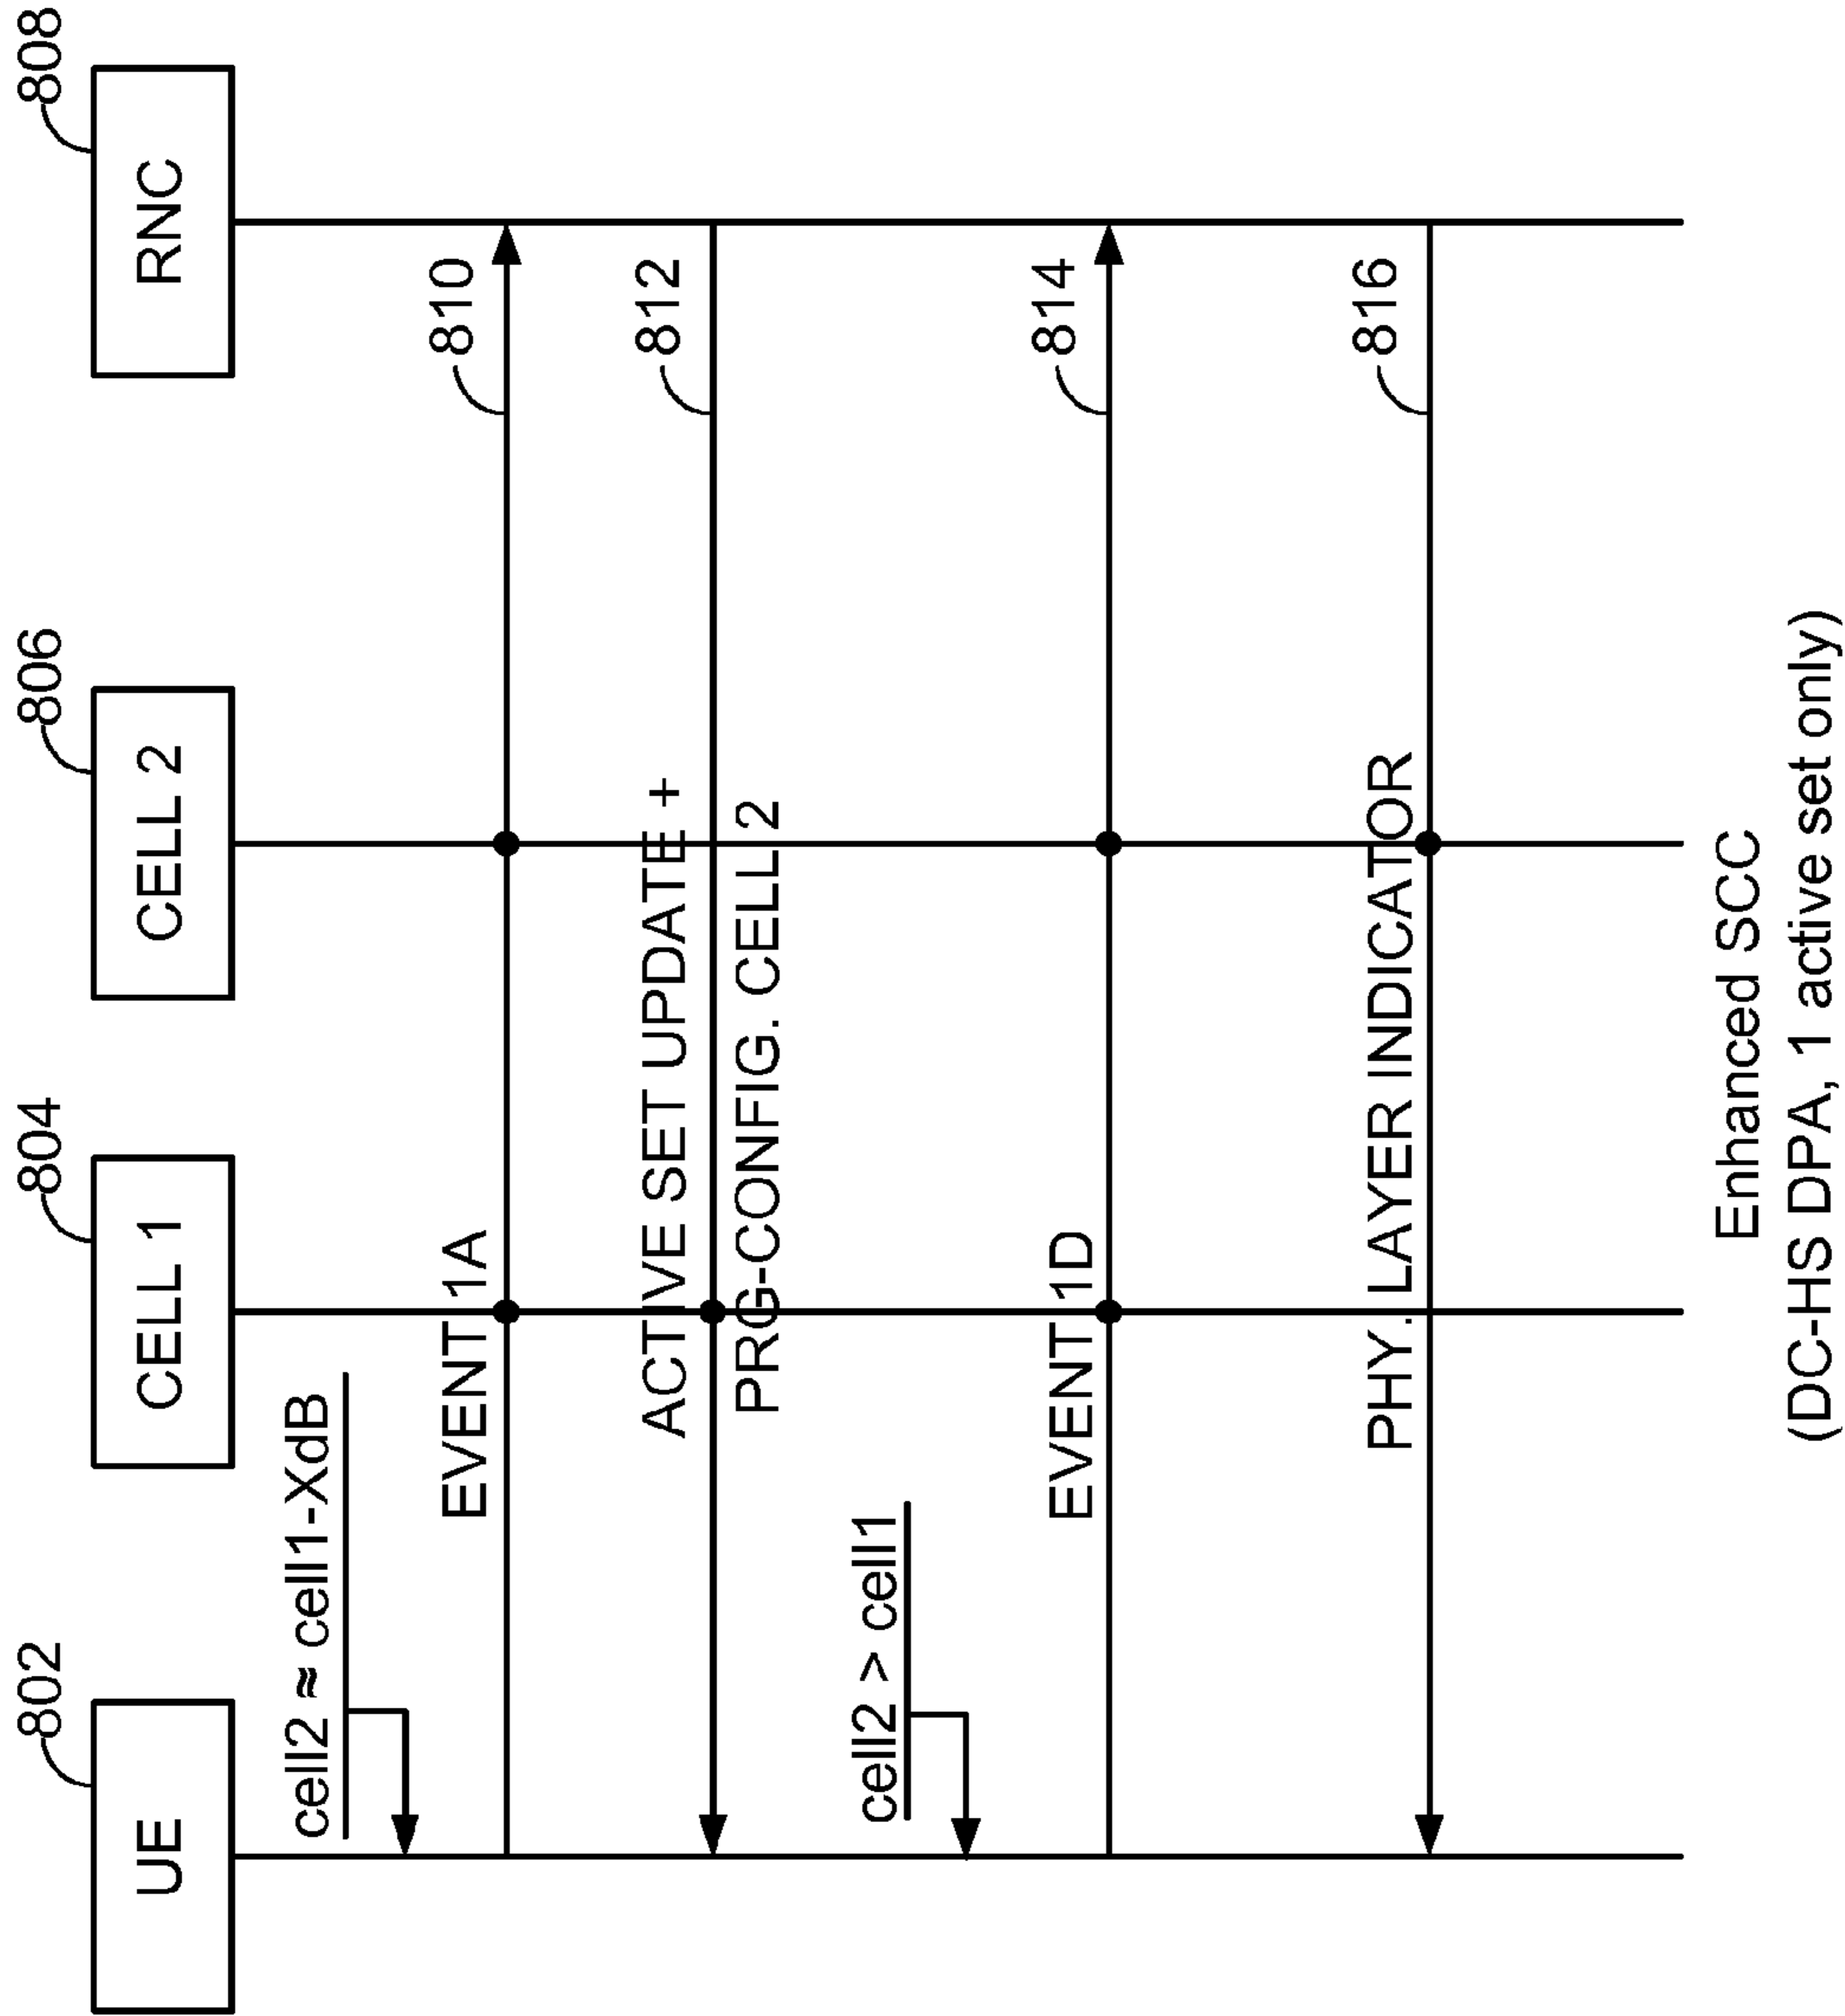 802
804
806
808
UE
CELL 1
CELL 2
RNC
cell2 ≈ cell1-XdB
EVENT 1A
810
ACTIVE SET UPDATE +
812
PRG-CONFIG. CELL 2
cell2 > cell1
EVENT 1D
814
PHY. LAYER INDICATOR
816
Enhanced SCC
(DC-HS DPA, 1 active set only)